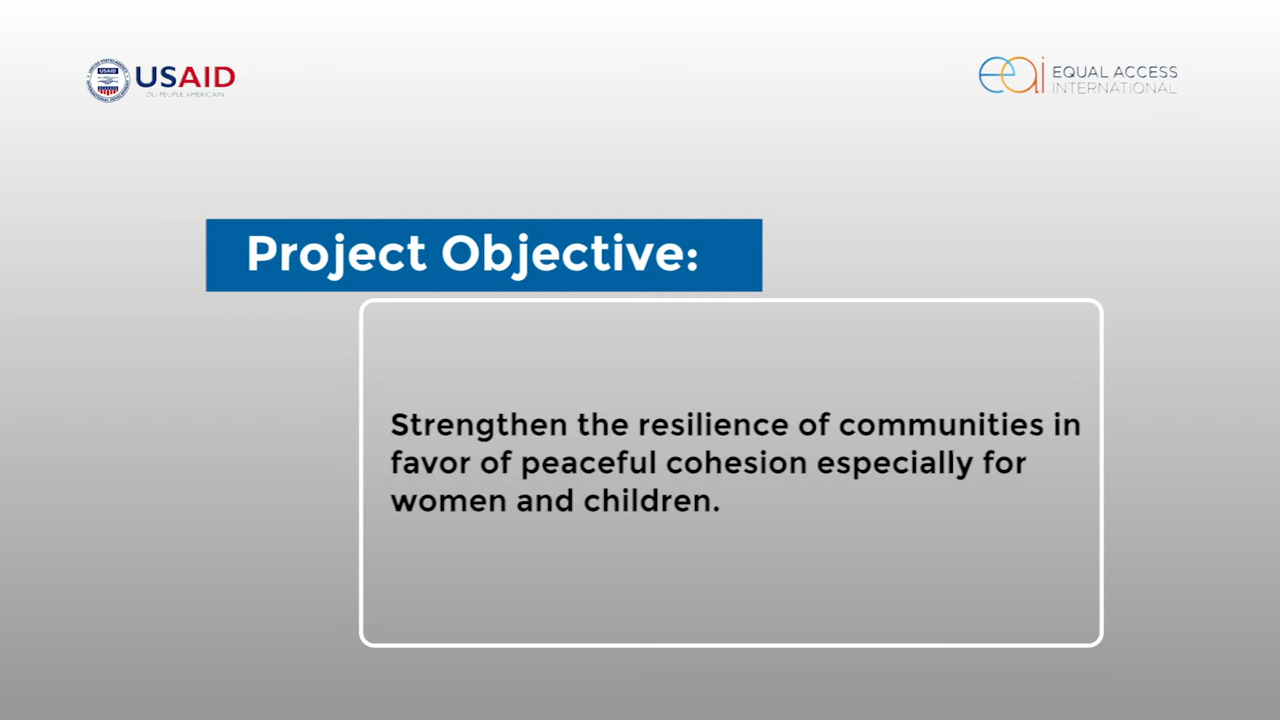 USAID
DU PEUPLE AMERICAIN
EQUAL ACCESS
INTERNATIONAL
Project Objective:
Strengthen the resilience of communities in
favor of peaceful cohesion especially for
women and children.